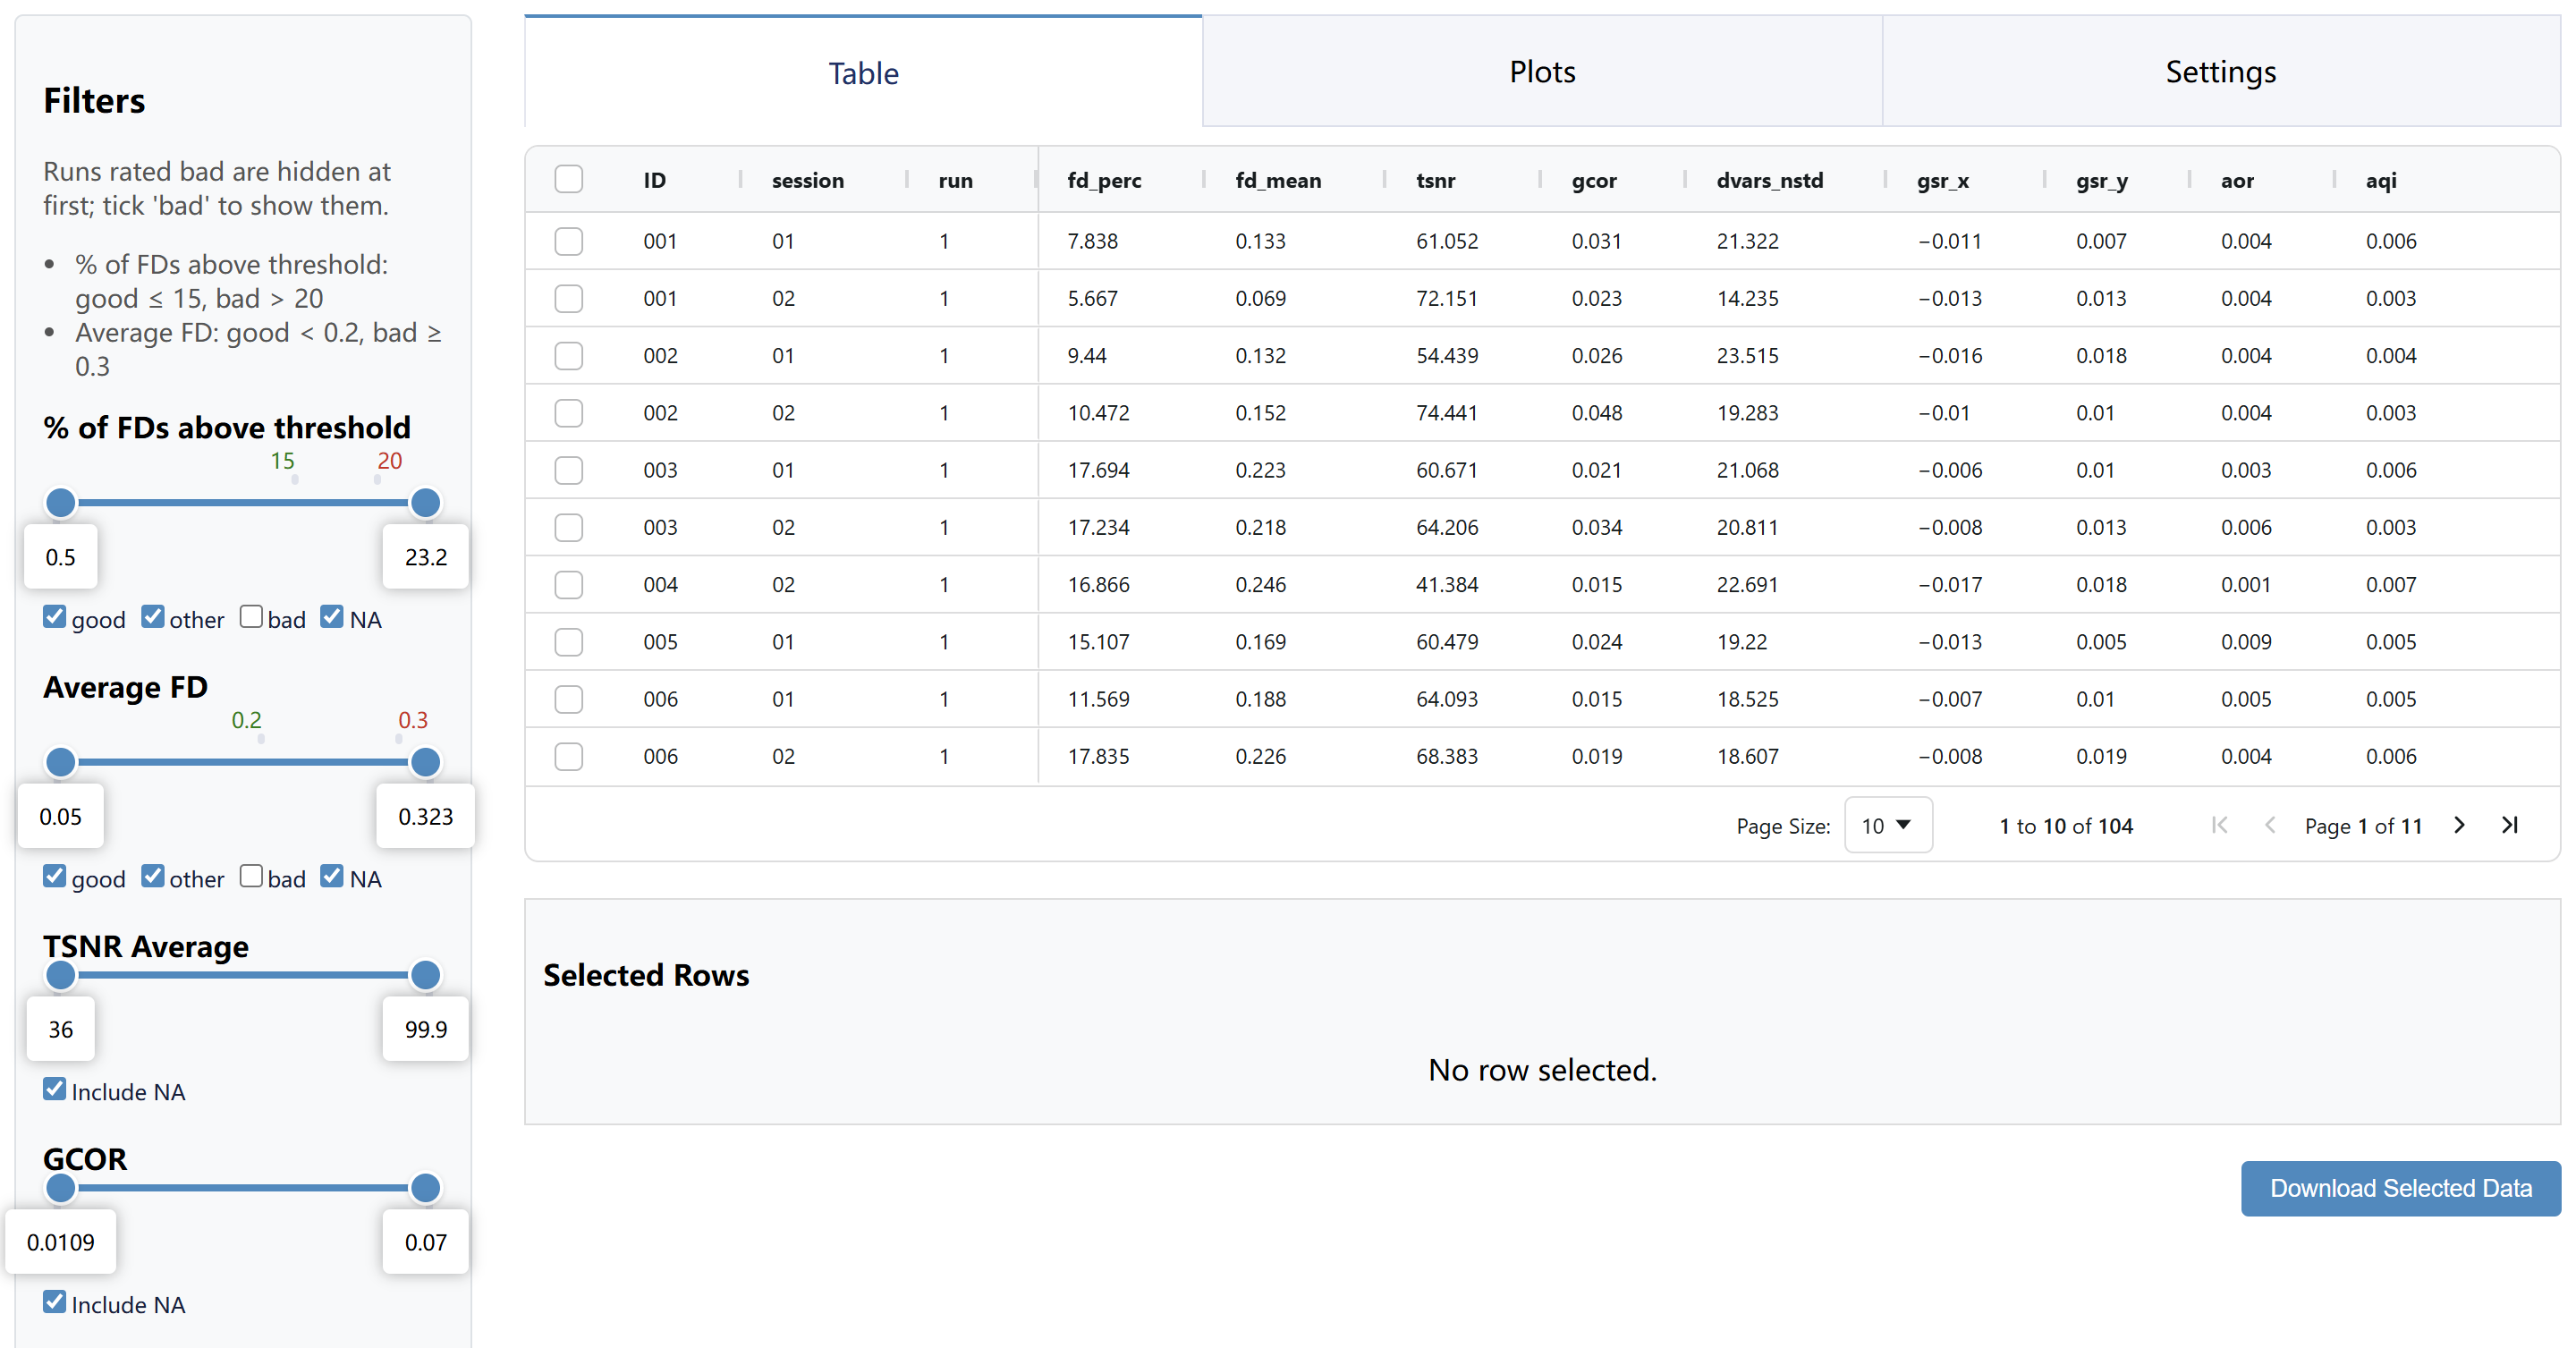 Filters
Runs rated bad are hidden at
first; tick 'bad' to show them.
• % of FDs above threshold:
good ≤ 15, bad > 20
• Average FD: good < 0.2, bad ≥
0.3
% of FDs above threshold
15 20
0.5 23.2
good other bad NA
Average FD
0.2 0.3
0.05 0.323
good other bad NA
TSNR Average
36 99.9
Include NA
GCOR
0.0109 0.07
Include NA
Table Plots Settings
ID session run fd_perc fd_mean tsnr gcor dvars_nstd gsr_x gsr_y aor aqi
001 01 1 7.838 0.133 61.052 0.031 21.322 −0.011 0.007 0.004 0.006
001 02 1 5.667 0.069 72.151 0.023 14.235 −0.013 0.013 0.004 0.003
002 01 1 9.44 0.132 54.439 0.026 23.515 −0.016 0.018 0.004 0.004
002 02 1 10.472 0.152 74.441 0.048 19.283 −0.01 0.01 0.004 0.003
003 01 1 17.694 0.223 60.671 0.021 21.068 −0.006 0.01 0.003 0.006
003 02 1 17.234 0.218 64.206 0.034 20.811 −0.008 0.013 0.006 0.003
004 02 1 16.866 0.246 41.384 0.015 22.691 −0.017 0.018 0.001 0.007
005 01 1 15.107 0.169 60.479 0.024 19.22 −0.013 0.005 0.009 0.005
006 01 1 11.569 0.188 64.093 0.015 18.525 −0.007 0.01 0.005 0.005
006 02 1 17.835 0.226 68.383 0.019 18.607 −0.008 0.019 0.004 0.006
Page Size: 10 1 to 10 of 104 Page 1 of 11
Selected Rows
No row selected.
Download Selected Data